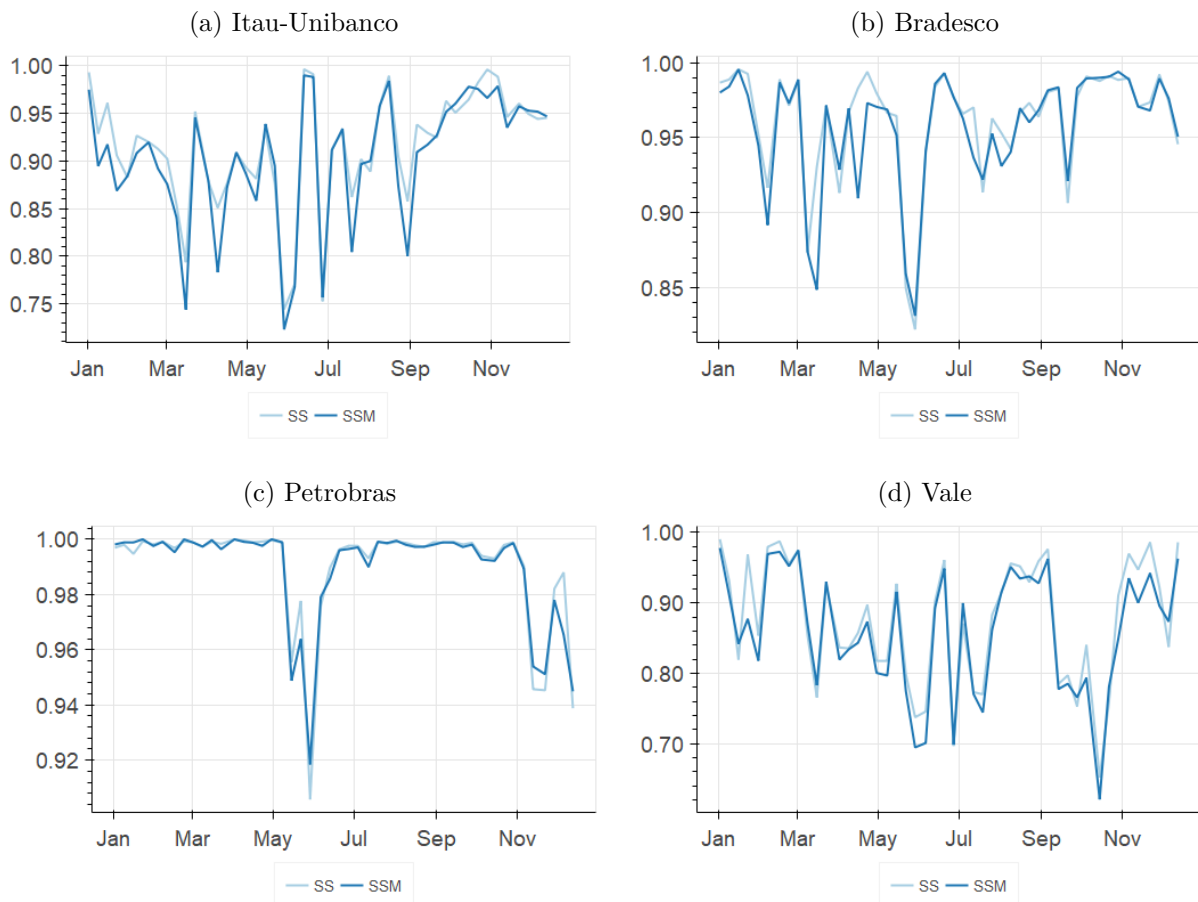 (a) Itau-Unibanco
1.00
0.95
0.90
0.85
0.80
0.75
Jan Mar May Jul Sep Nov
SS SSM
(b) Bradesco
1.00
0.95
0.90
0.85
Jan Mar May Jul Sep Nov
SS SSM
(c) Petrobras
1.00
0.98
0.96
0.94
0.92
Jan Mar May Jul Sep Nov
SS SSM
(d) Vale
1.00
0.90
0.80
0.70
Jan Mar May Jul Sep Nov
SS SSM